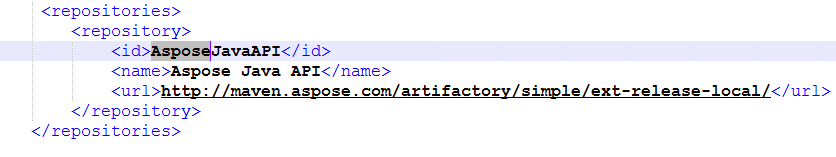 <repositories>
<repository>
<id>AsposeJavaAPI</id>
<name>Aspose Java API</name>
<url>http://maven.aspose.com/artifactory/simple/ext-release-local/</url>
</repository>
</repositories>